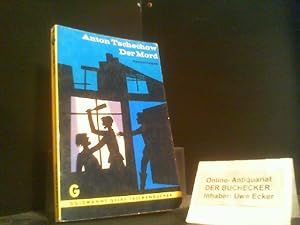 Anton Tschechow
Der Mord
G
Online- Antiquariat
DER BUCHECKER
Inhaber: Uwe Ecker